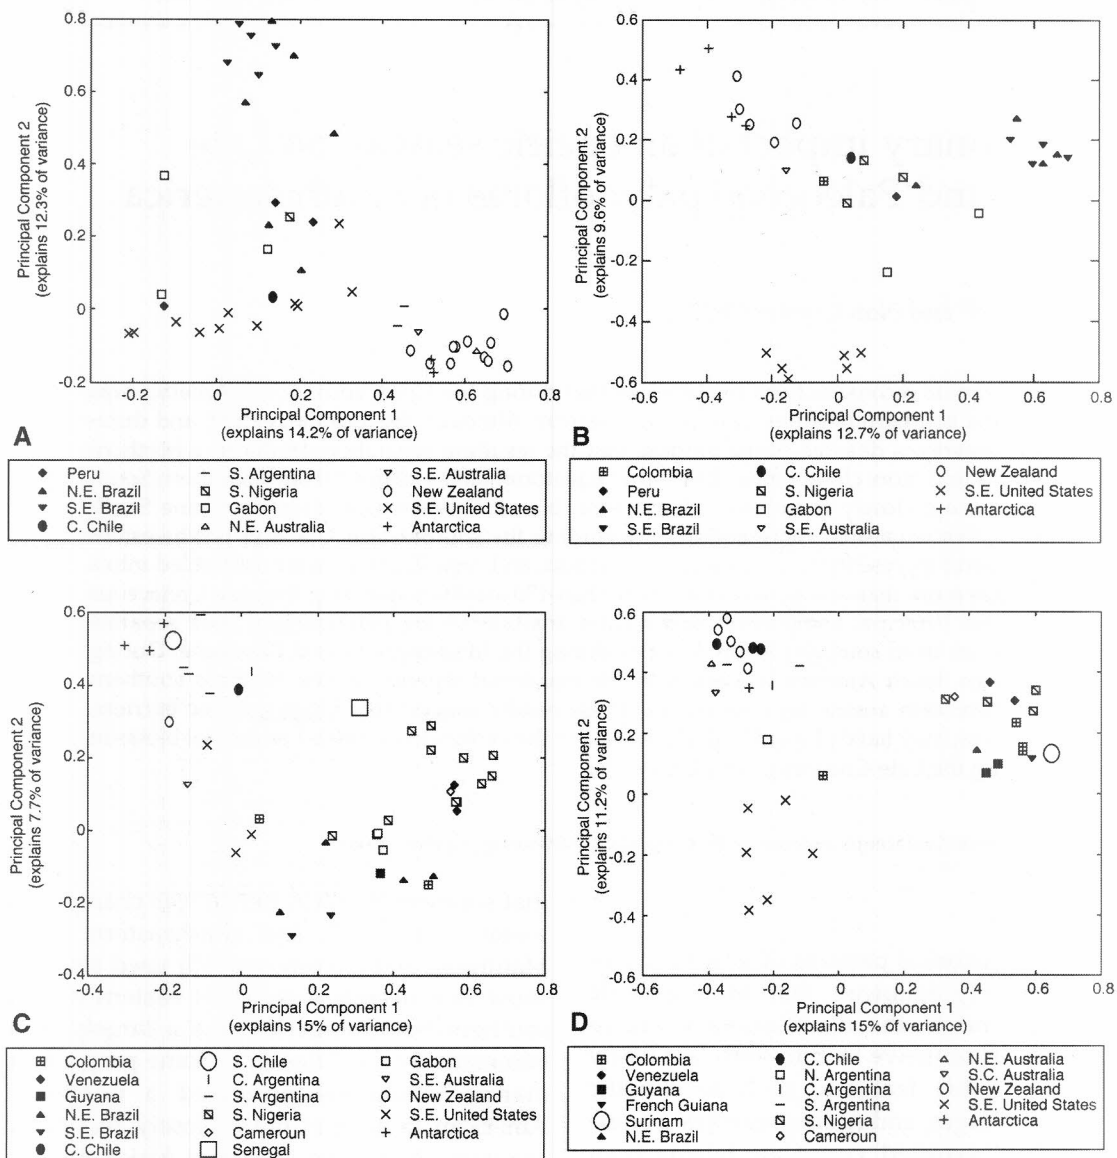 0.8
0.6
0.4
0.2
0
-0.2
Principal Component 2
(explains 12.3% of variance)
-0.2
0
0.2
0.4
0.6
0.8
Principal Component 1
(explains 14.2% of variance)
A
Peru
N.E. Brazil
S.E. Brazil
C. Chile
S. Argentina
S. Nigeria
Gabon
N.E. Australia
S.E. Australia
New Zealand
S.E. United States
Antarctica
0.6
0.4
0.2
0
-0.2
-0.4
-0.6
Principal Component 2
(explains 9.6% of variance)
-0.6
-0.4
-0.2
0
0.2
0.4
0.6
0.8
Principal Component 1
(explains 12.7% of variance)
B
Colombia
Peru
N.E. Brazil
S.E. Brazil
C. Chile
S. Nigeria
Gabon
S.E. Australia
New Zealand
S.E. United States
Antarctica
0.6
0.4
0.2
0
-0.2
-0.4
Principal Component 2
(explains 7.7% of variance)
-0.4
-0.2
0
0.2
0.4
0.6
0.8
Principal Component 1
(explains 15% of variance)
C
Colombia
Venezuela
Guyana
N.E. Brazil
S.E. Brazil
C. Chile
S. Chile
C. Argentina
S. Argentina
S. Nigeria
Cameroun
Senegal
Gabon
S.E. Australia
New Zealand
S.E. United States
Antarctica
0.6
0.4
0.2
0
-0.2
-0.4
-0.6
Principal Component 2
(explains 11.2% of variance)
-0.6
-0.4
-0.2
0
0.2
0.4
0.6
0.8
Principal Component 1
(explains 15% of variance)
D
Colombia
Venezuela
Guyana
French Guiana
Surinam
N.E. Brazil
C. Chile
N. Argentina
C. Argentina
S. Argentina
S. Nigeria
Cameroun
N.E. Australia
S.C. Australia
New Zealand
S.E. United States
Antarctica